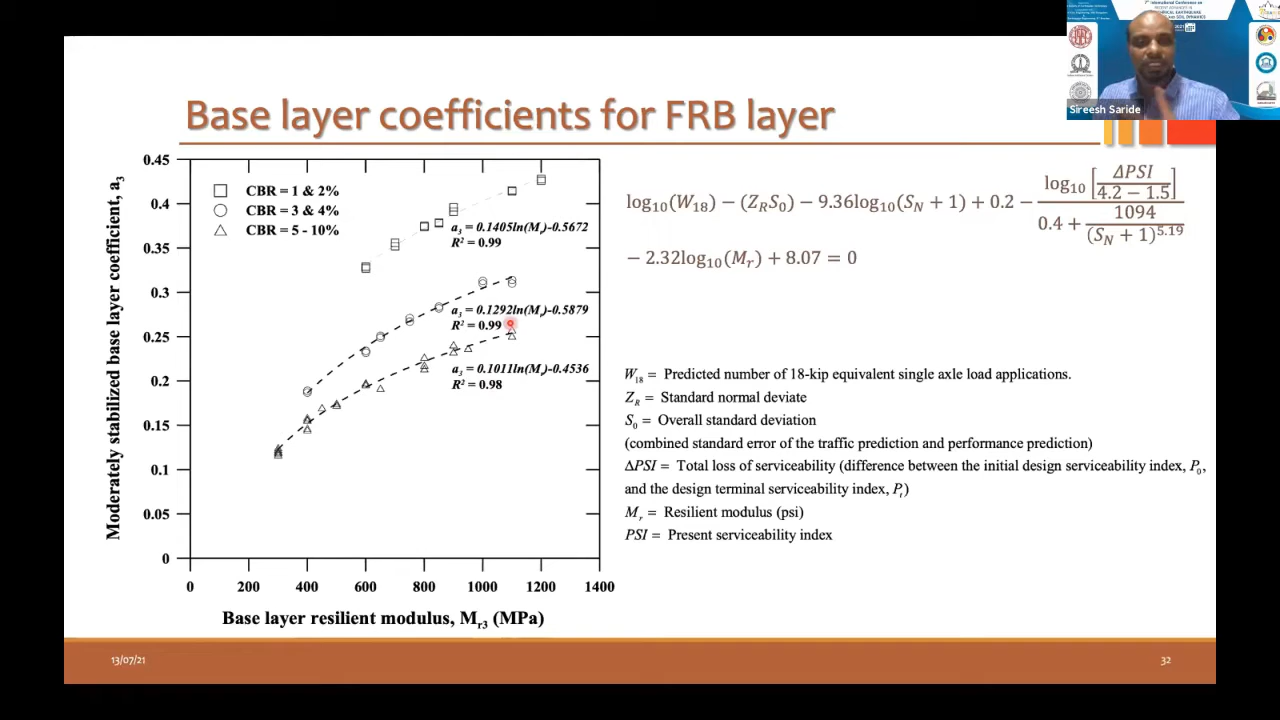 International Conference on
RECENT ADVANCES IN
Sireesh Saride
Base layer coefficients for FRB layer
Moderately stabilized base layer coefficient, a₃
0.45
0.4
0.35
0.3
0.25
0.2
0.15
0.1
0.05
0
CBR = 1 & 2%
CBR = 3 & 4%
CBR = 5 - 10%
a₃ = 0.1405ln(Mᵣ)-0.5672
R² = 0.99
a₃ = 0.1292ln(Mᵣ)-0.5879
R² = 0.99
a₃ = 0.1011ln(Mᵣ)-0.4536
R² = 0.98
0 200 400 600 800 1000 1200 1400
Base layer resilient modulus, Mᵣ₃ (MPa)
log₁₀(W₁₈) − (Z_R S₀) − 9.36log₁₀(S_N + 1) + 0.2 − log₁₀[ΔPSI / (4.2 − 1.5)] / (0.4 + 1094 / (S_N + 1)^5.19)
− 2.32log₁₀(Mᵣ) + 8.07 = 0
W₁₈ = Predicted number of 18-kip equivalent single axle load applications.
Z_R = Standard normal deviate
S₀ = Overall standard deviation
(combined standard error of the traffic prediction and performance prediction)
ΔPSI = Total loss of serviceability (difference between the initial design serviceability index, P₀,
and the design terminal serviceability index, Pₜ)
Mᵣ = Resilient modulus (psi)
PSI = Present serviceability index
13/07/21
32